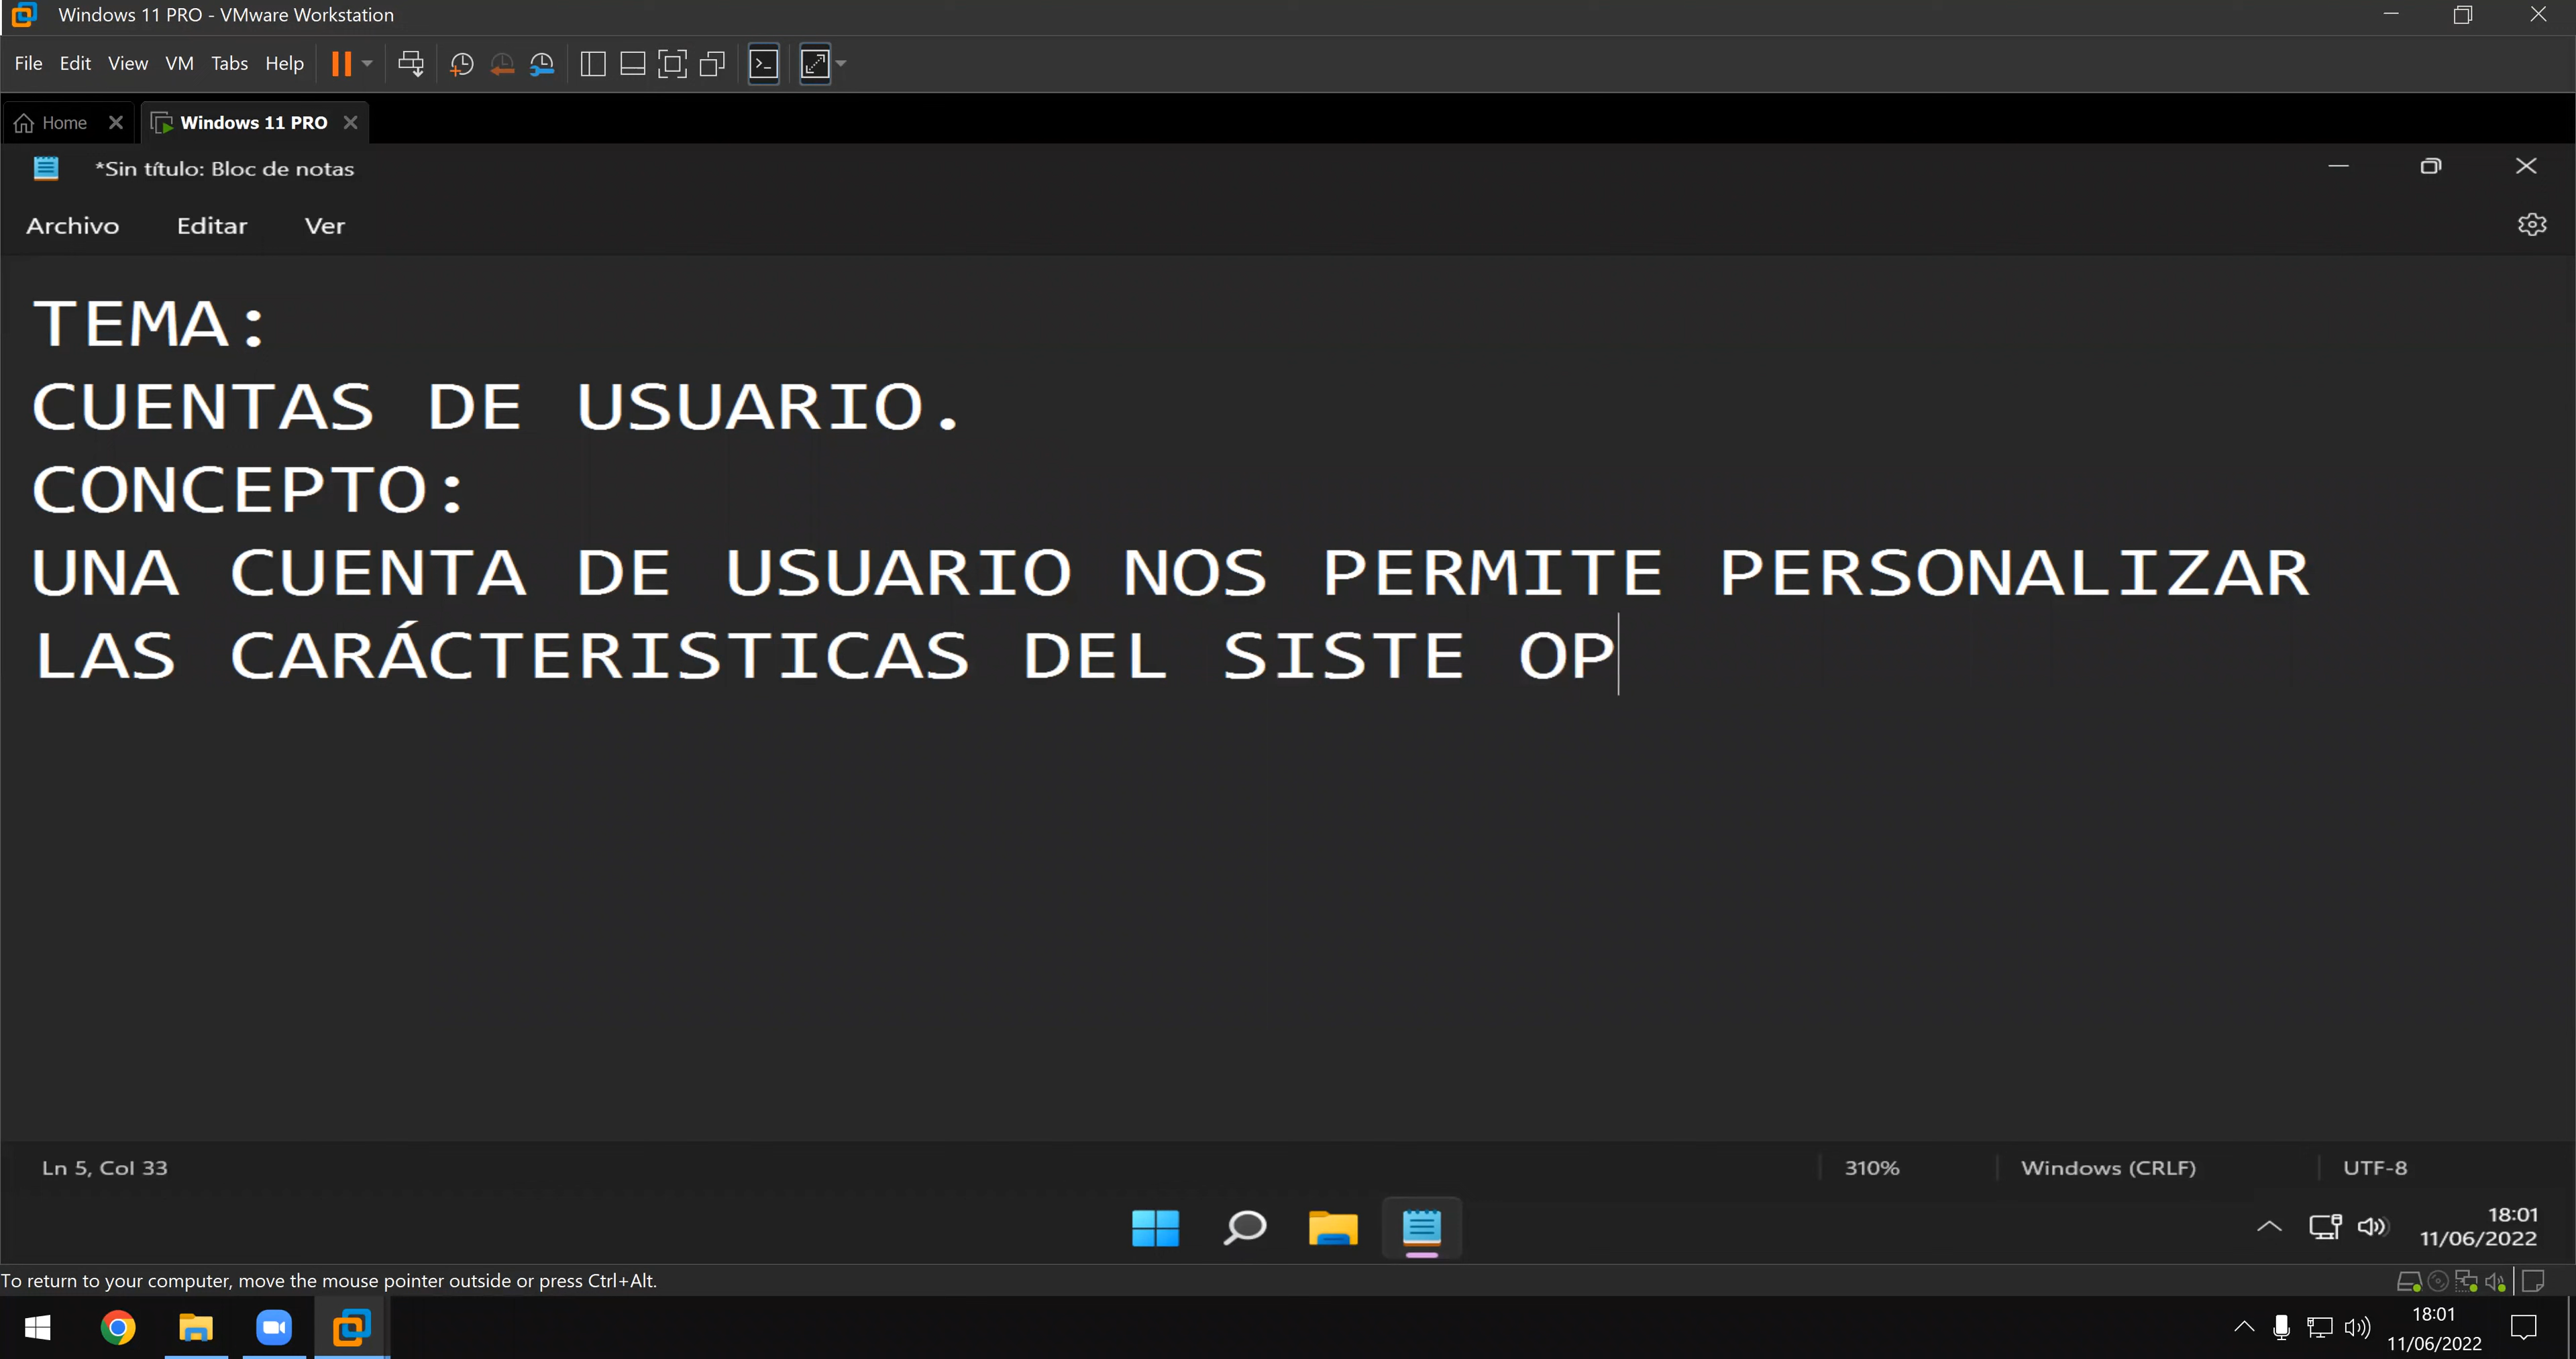 Windows 11 PRO - VMware Workstation
File Edit View VM Tabs Help
Home Windows 11 PRO
*Sin título: Bloc de notas
Archivo Editar Ver
TEMA:
CUENTAS DE USUARIO.
CONCEPTO:
UNA CUENTA DE USUARIO NOS PERMITE PERSONALIZAR
LAS CARÁCTERISTICAS DEL SISTE OP
Ln 5, Col 33 310% Windows (CRLF) UTF-8
18:01
11/06/2022
To return to your computer, move the mouse pointer outside or press Ctrl+Alt.
18:01
11/06/2022